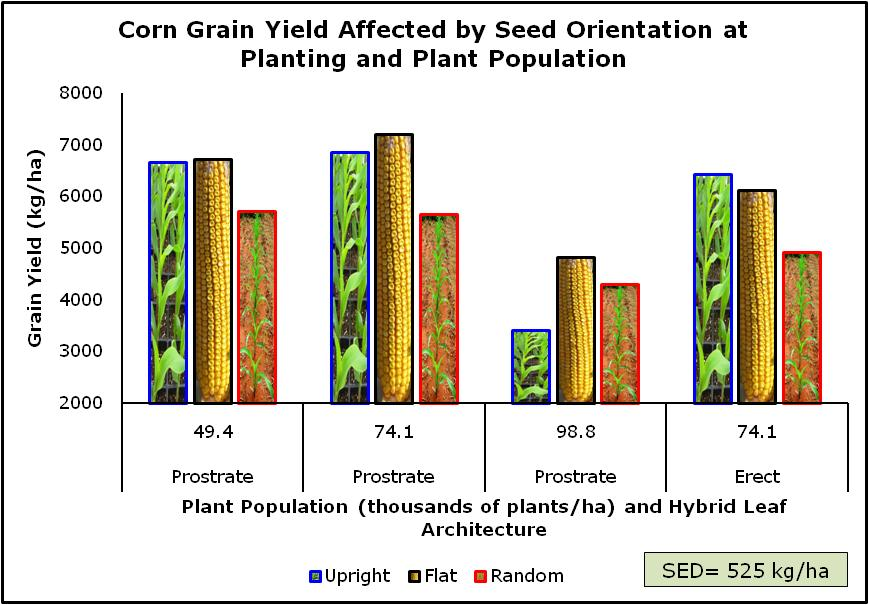 Corn Grain Yield Affected by Seed Orientation at
Planting and Plant Population
Grain Yield (kg/ha)
8000
7000
6000
5000
4000
3000
2000
49.4 74.1 98.8 74.1
Prostrate Prostrate Prostrate Erect
Plant Population (thousands of plants/ha) and Hybrid Leaf
Architecture
Upright Flat Random
SED= 525 kg/ha